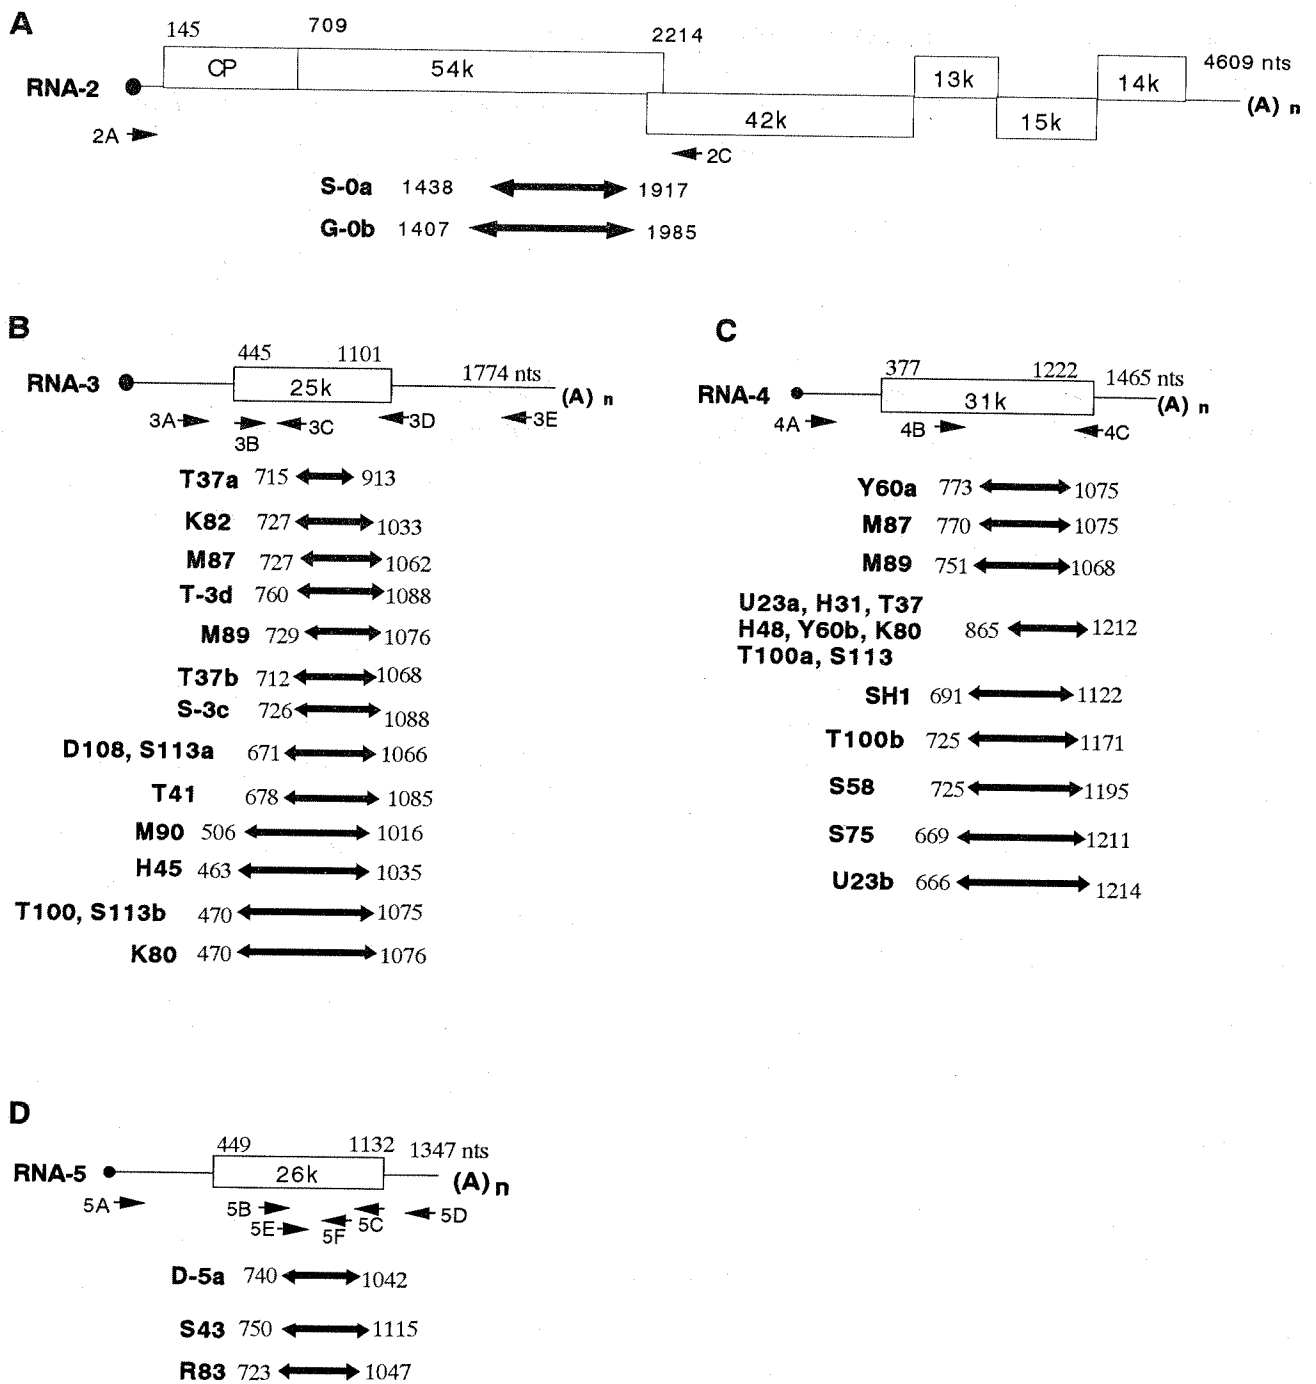 A
145 709 2214 4609 nts
RNA-2 CP 54k 42k 13k 15k 14k (A) n
2A 2C
S-0a 1438 1917
G-0b 1407 1985
B
445 1101 1774 nts
RNA-3 25k (A) n
3A 3B 3C 3D 3E
T37a 715 913
K82 727 1033
M87 727 1062
T-3d 760 1088
M89 729 1076
T37b 712 1068
S-3c 726 1088
D108, S113a 671 1066
T41 678 1085
M90 506 1016
H45 463 1035
T100, S113b 470 1075
K80 470 1076
C
377 1222 1465 nts
RNA-4 31k (A) n
4A 4B 4C
Y60a 773 1075
M87 770 1075
M89 751 1068
U23a, H31, T37
H48, Y60b, K80 865 1212
T100a, S113
SH1 691 1122
T100b 725 1171
S58 725 1195
S75 669 1211
U23b 666 1214
D
449 1132 1347 nts
RNA-5 26k (A) n
5A 5B 5C 5D
5E 5F
D-5a 740 1042
S43 750 1115
R83 723 1047